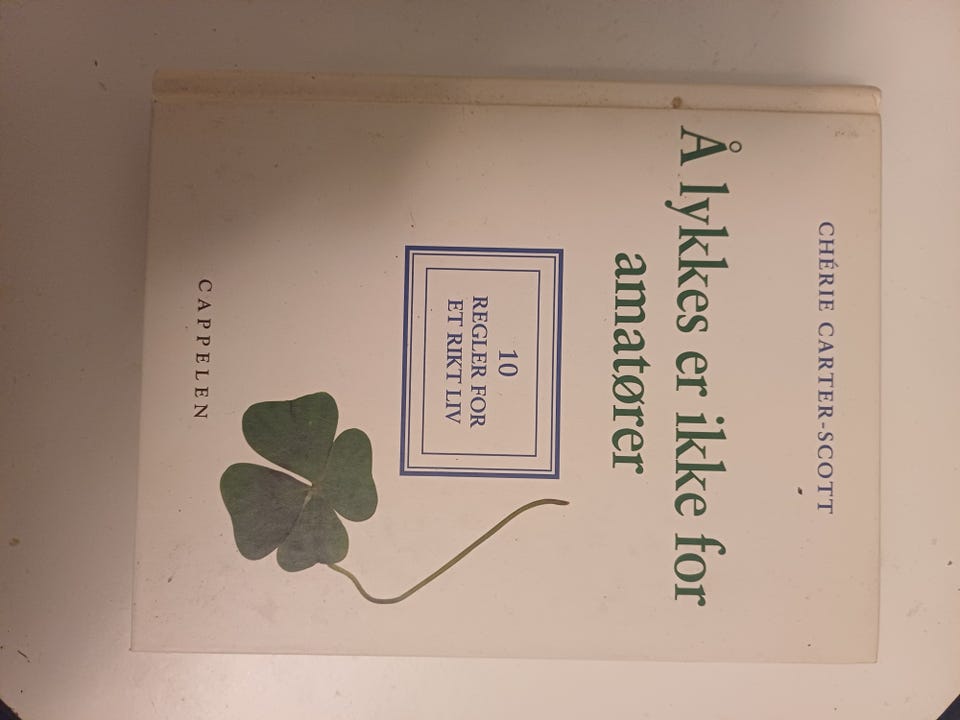 CHÉRIE CARTER-SCOTT
Å lykkes er ikke for
amatører
10
REGLER FOR
ET RIKT LIV
CAPPELEN